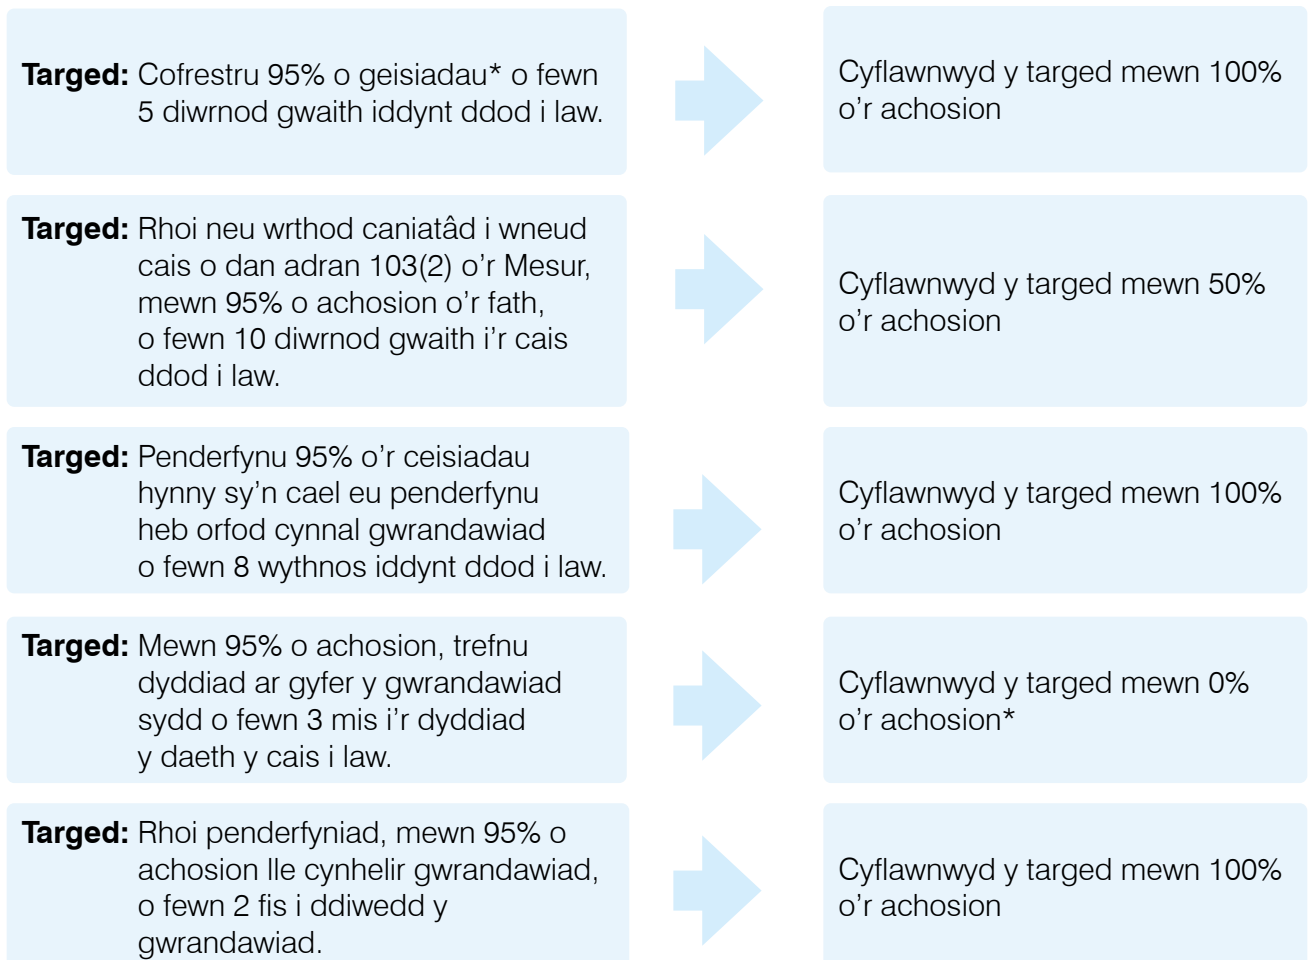 Targed: Cofrestru 95% o geisiadau* o fewn
5 diwrnod gwaith iddynt ddod i law.
Cyflawnwyd y targed mewn 100%
o’r achosion
Targed: Rhoi neu wrthod caniatâd i wneud
cais o dan adran 103(2) o’r Mesur,
mewn 95% o achosion o’r fath,
o fewn 10 diwrnod gwaith i’r cais
ddod i law.
Cyflawnwyd y targed mewn 50%
o’r achosion
Targed: Penderfynu 95% o’r ceisiadau
hynny sy’n cael eu penderfynu
heb orfod cynnal gwrandawiad
o fewn 8 wythnos iddynt ddod i law.
Cyflawnwyd y targed mewn 100%
o’r achosion
Targed: Mewn 95% o achosion, trefnu
dyddiad ar gyfer y gwrandawiad
sydd o fewn 3 mis i’r dyddiad
y daeth y cais i law.
Cyflawnwyd y targed mewn 0%
o’r achosion*
Targed: Rhoi penderfyniad, mewn 95% o
achosion lle cynhelir gwrandawiad,
o fewn 2 fis i ddiwedd y
gwrandawiad.
Cyflawnwyd y targed mewn 100%
o’r achosion